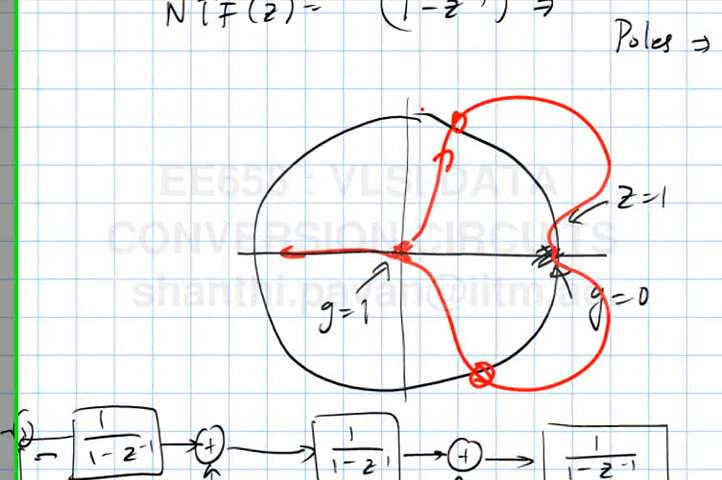 NTF(z) = (1-z⁻¹) ⇒
Poles ⇒
EE658 : VLSI DATA
CONVERSION CIRCUITS
z=1
g=1
g=0
1/(1-z⁻¹) + 1/(1-z⁻¹) + 1/(1-z⁻¹)